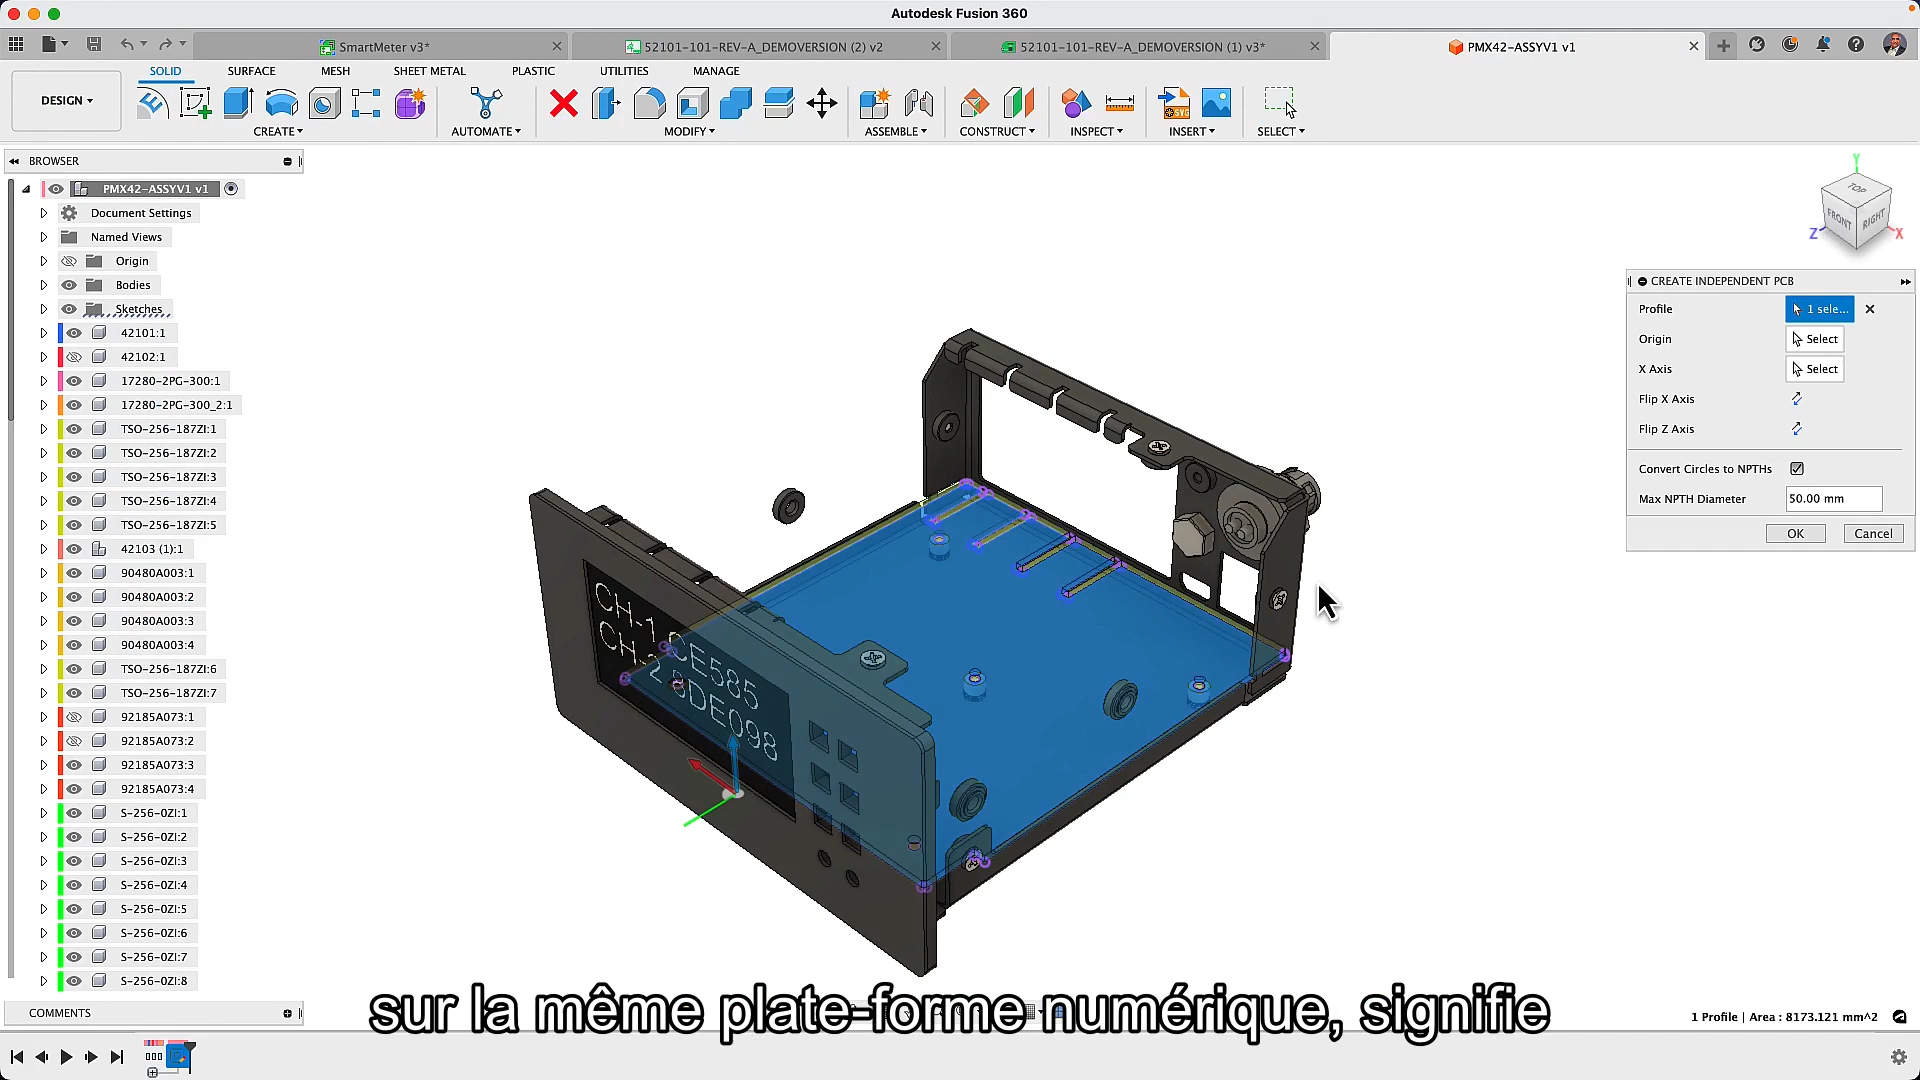 Autodesk Fusion 360
SmartMeter v3*
52101-101-REV-A_DEMOVERSION (2) v2
52101-101-REV-A_DEMOVERSION (1) v3*
PMX42-ASSYV1 v1
DESIGN
SOLID
SURFACE
MESH
SHEET METAL
PLASTIC
UTILITIES
MANAGE
CREATE
AUTOMATE
MODIFY
ASSEMBLE
CONSTRUCT
INSPECT
INSERT
SELECT
BROWSER
PMX42-ASSYV1 v1
Document Settings
Named Views
Origin
Bodies
Sketches
42101:1
42102:1
17280-2PG-300:1
17280-2PG-300_2:1
TSO-256-187ZI:1
TSO-256-187ZI:2
TSO-256-187ZI:3
TSO-256-187ZI:4
TSO-256-187ZI:5
42103 (1):1
90480A003:1
90480A003:2
90480A003:3
90480A003:4
TSO-256-187ZI:6
TSO-256-187ZI:7
92185A073:1
92185A073:2
92185A073:3
92185A073:4
S-256-0ZI:1
S-256-0ZI:2
S-256-0ZI:3
S-256-0ZI:4
S-256-0ZI:5
S-256-0ZI:6
S-256-0ZI:7
S-256-0ZI:8
COMMENTS
TOP
FRONT
RIGHT
Y
Z
X
CREATE INDEPENDENT PCB
Profile 1 sele...
Origin Select
X Axis Select
Flip X Axis
Flip Z Axis
Convert Circles to NPTHs
Max NPTH Diameter 50.00 mm
OK Cancel
sur la même plate-forme numérique, signifie
1 Profile | Area : 8173.121 mm^2